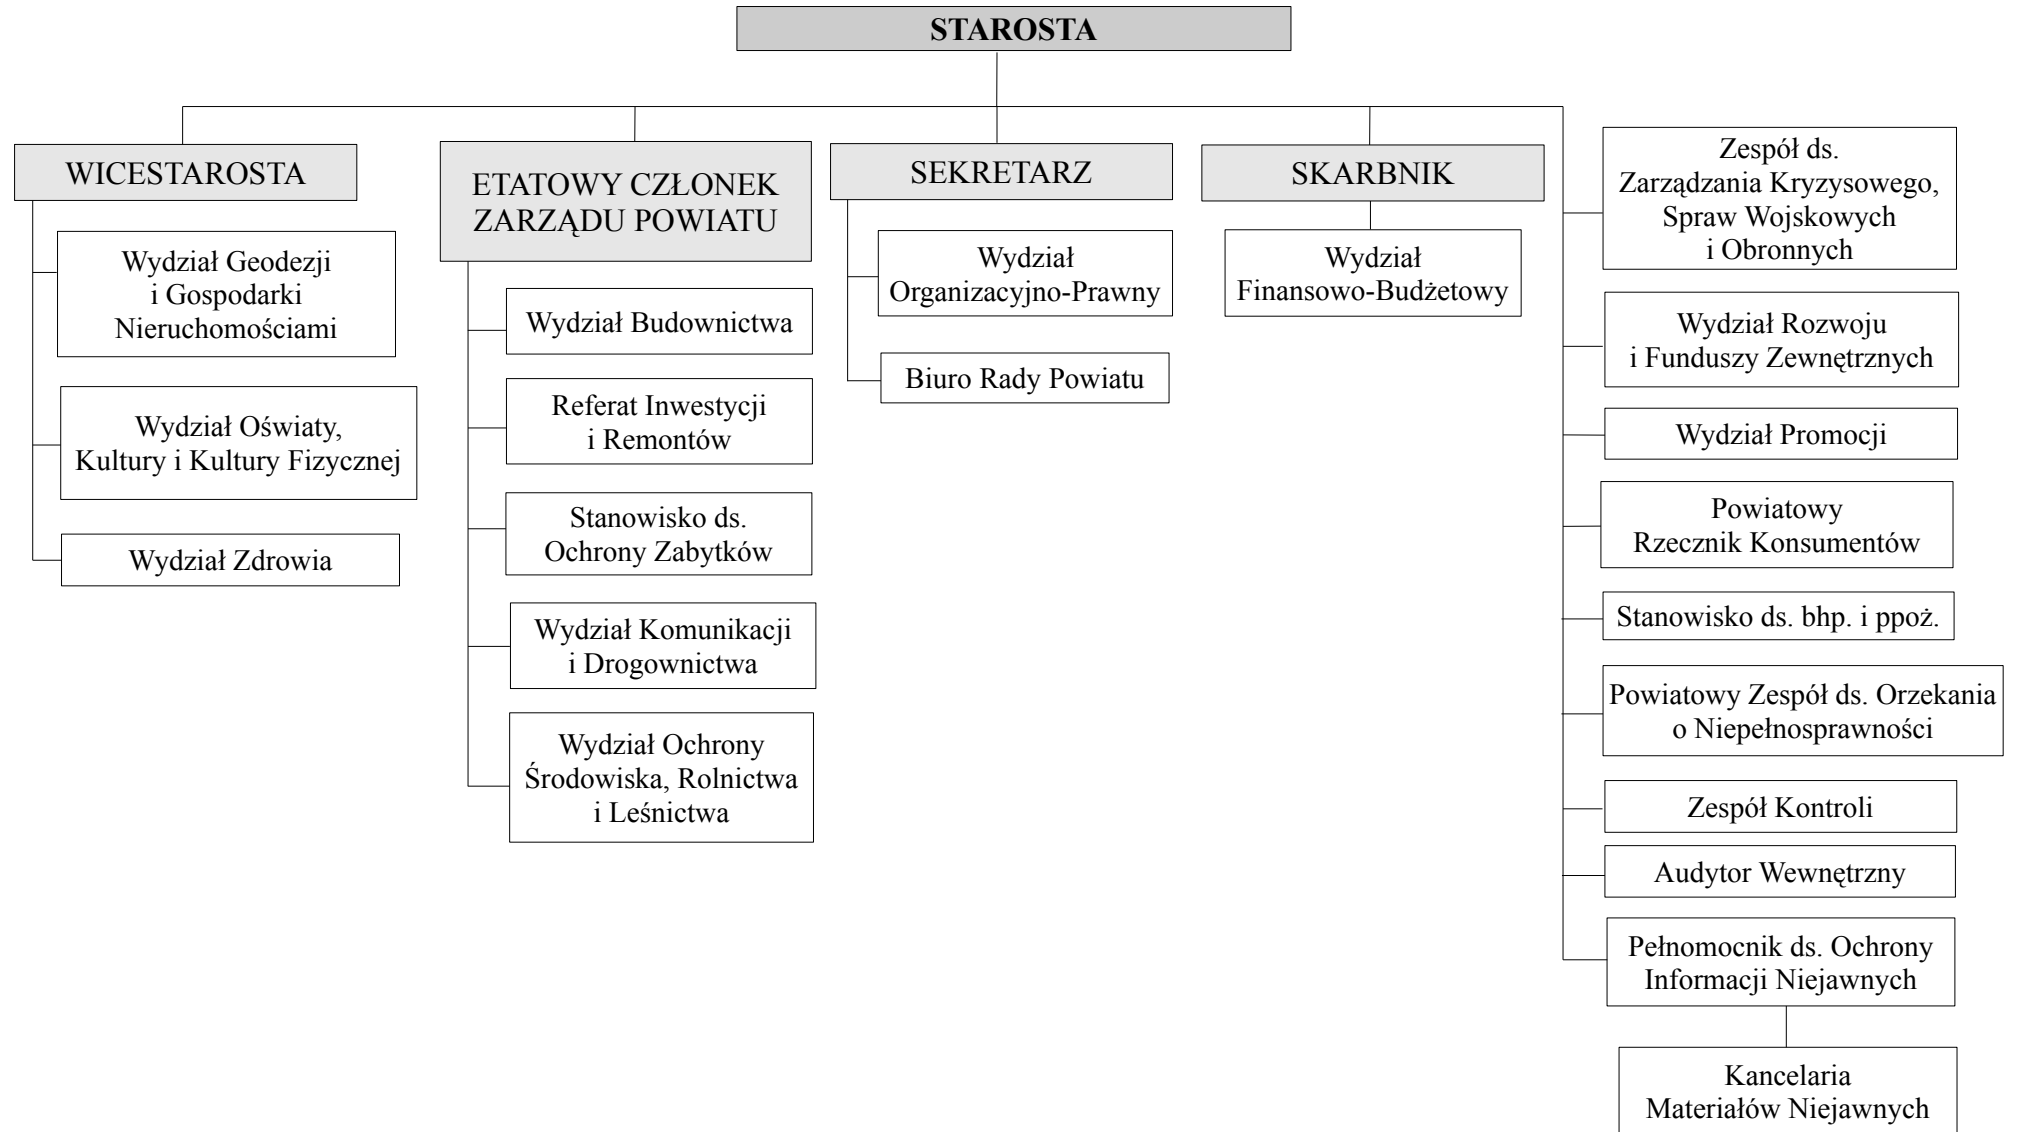 STAROSTA
WICESTAROSTA
Wydział Geodezji
i Gospodarki
Nieruchomościami
Wydział Oświaty,
Kultury i Kultury Fizycznej
Wydział Zdrowia
ETATOWY CZŁONEK
ZARZĄDU POWIATU
Wydział Budownictwa
Referat Inwestycji
i Remontów
Stanowisko ds.
Ochrony Zabytków
Wydział Komunikacji
i Drogownictwa
Wydział Ochrony
Środowiska, Rolnictwa
i Leśnictwa
SEKRETARZ
Wydział
Organizacyjno-Prawny
Biuro Rady Powiatu
SKARBNIK
Wydział
Finansowo-Budżetowy
Zespół ds.
Zarządzania Kryzysowego,
Spraw Wojskowych
i Obronnych
Wydział Rozwoju
i Funduszy Zewnętrznych
Wydział Promocji
Powiatowy
Rzecznik Konsumentów
Stanowisko ds. bhp. i ppoż.
Powiatowy Zespół ds. Orzekania
o Niepełnosprawności
Zespół Kontroli
Audytor Wewnętrzny
Pełnomocnik ds. Ochrony
Informacji Niejawnych
Kancelaria
Materiałów Niejawnych